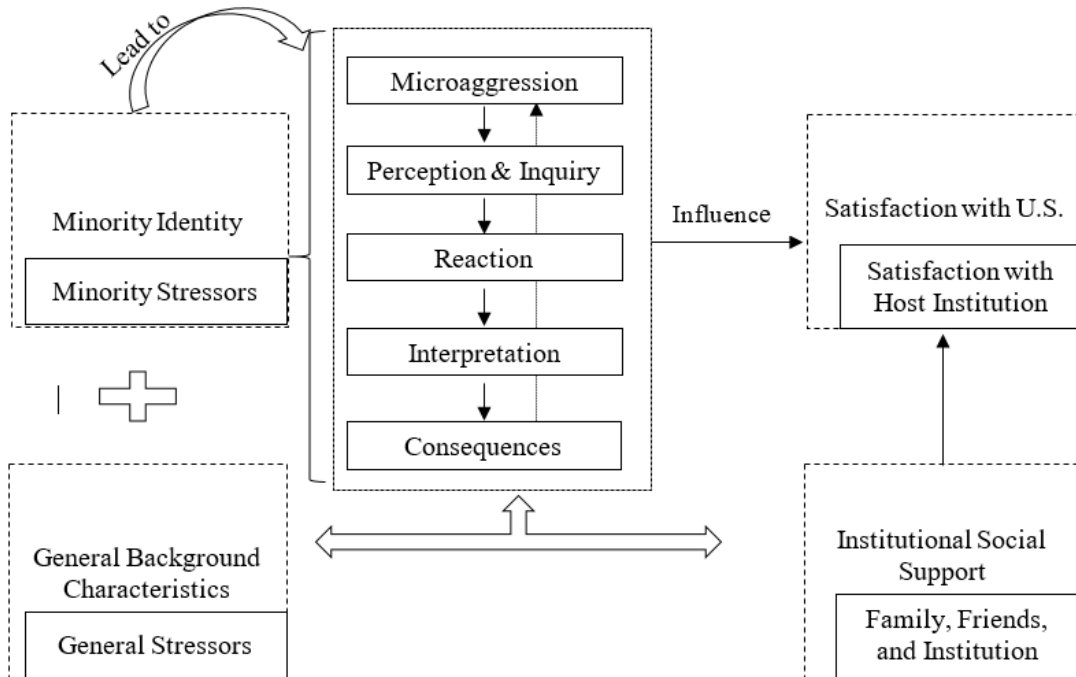 Lead to
Minority Identity
Minority Stressors
General Background
Characteristics
General Stressors
Microaggression
Perception & Inquiry
Reaction
Interpretation
Consequences
Influence
Satisfaction with U.S.
Satisfaction with
Host Institution
Institutional Social
Support
Family, Friends,
and Institution